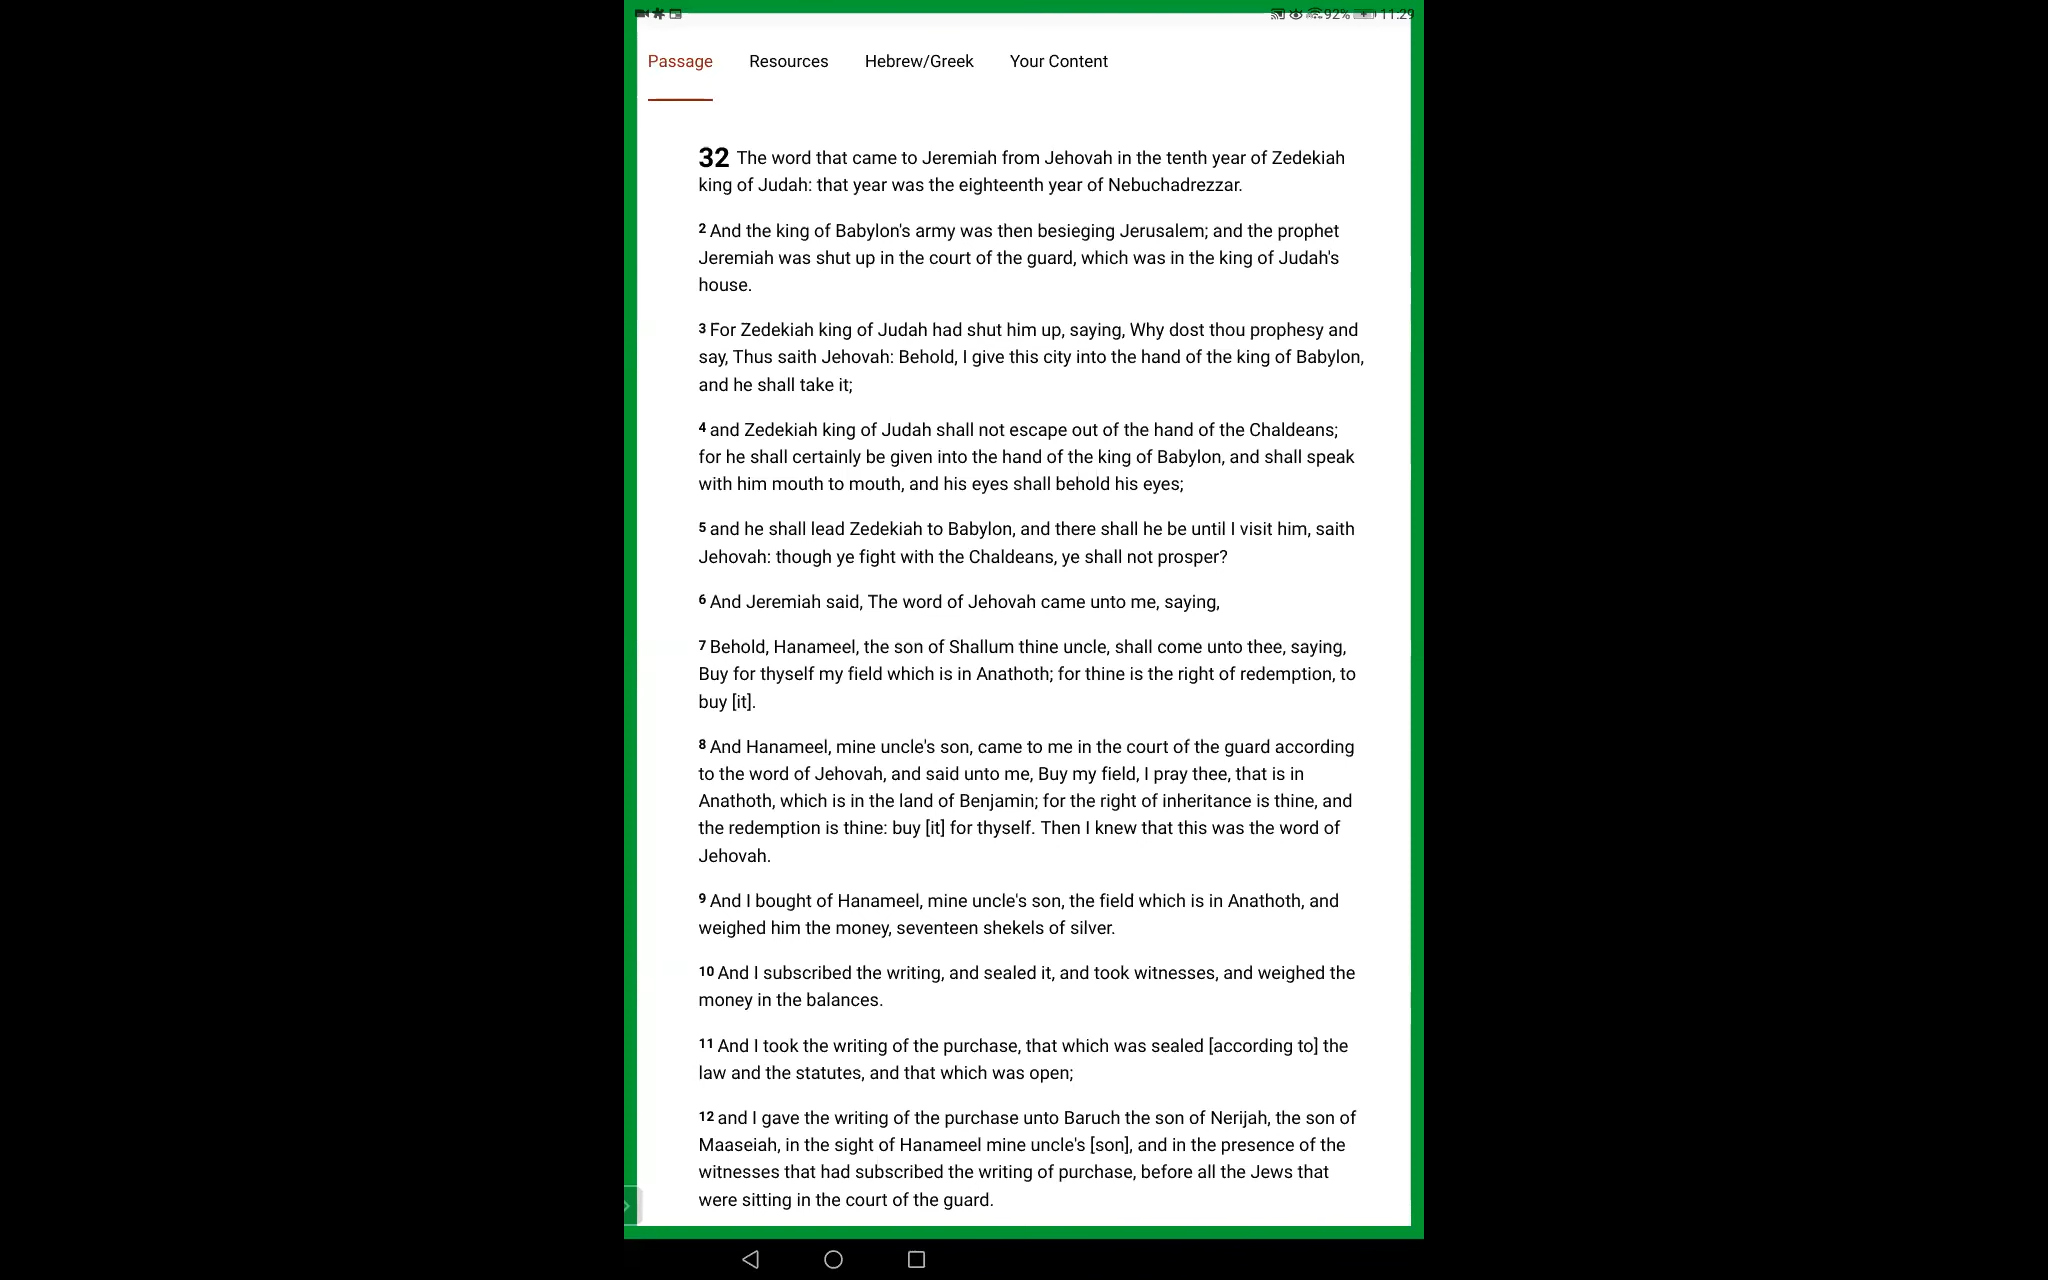 92% 11:29
Passage Resources Hebrew/Greek Your Content
32 The word that came to Jeremiah from Jehovah in the tenth year of Zedekiah
king of Judah: that year was the eighteenth year of Nebuchadrezzar.
2 And the king of Babylon's army was then besieging Jerusalem; and the prophet
Jeremiah was shut up in the court of the guard, which was in the king of Judah's
house.
3 For Zedekiah king of Judah had shut him up, saying, Why dost thou prophesy and
say, Thus saith Jehovah: Behold, I give this city into the hand of the king of Babylon,
and he shall take it;
4 and Zedekiah king of Judah shall not escape out of the hand of the Chaldeans;
for he shall certainly be given into the hand of the king of Babylon, and shall speak
with him mouth to mouth, and his eyes shall behold his eyes;
5 and he shall lead Zedekiah to Babylon, and there shall he be until I visit him, saith
Jehovah: though ye fight with the Chaldeans, ye shall not prosper?
6 And Jeremiah said, The word of Jehovah came unto me, saying,
7 Behold, Hanameel, the son of Shallum thine uncle, shall come unto thee, saying,
Buy for thyself my field which is in Anathoth; for thine is the right of redemption, to
buy [it].
8 And Hanameel, mine uncle's son, came to me in the court of the guard according
to the word of Jehovah, and said unto me, Buy my field, I pray thee, that is in
Anathoth, which is in the land of Benjamin; for the right of inheritance is thine, and
the redemption is thine: buy [it] for thyself. Then I knew that this was the word of
Jehovah.
9 And I bought of Hanameel, mine uncle's son, the field which is in Anathoth, and
weighed him the money, seventeen shekels of silver.
10 And I subscribed the writing, and sealed it, and took witnesses, and weighed the
money in the balances.
11 And I took the writing of the purchase, that which was sealed [according to] the
law and the statutes, and that which was open;
12 and I gave the writing of the purchase unto Baruch the son of Nerijah, the son of
Maaseiah, in the sight of Hanameel mine uncle's [son], and in the presence of the
witnesses that had subscribed the writing of purchase, before all the Jews that
were sitting in the court of the guard.